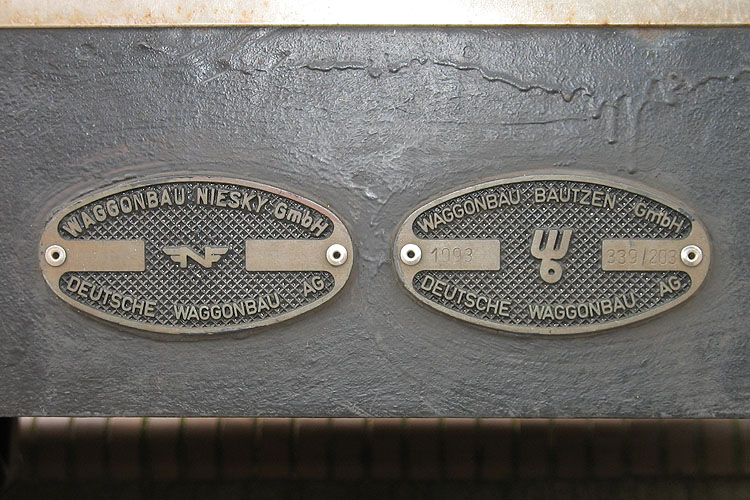 WAGGONBAU NIESKY GmbH
N
DEUTSCHE WAGGONBAU AG
WAGGONBAU BAUTZEN GmbH
1993 339/203
DEUTSCHE WAGGONBAU AG